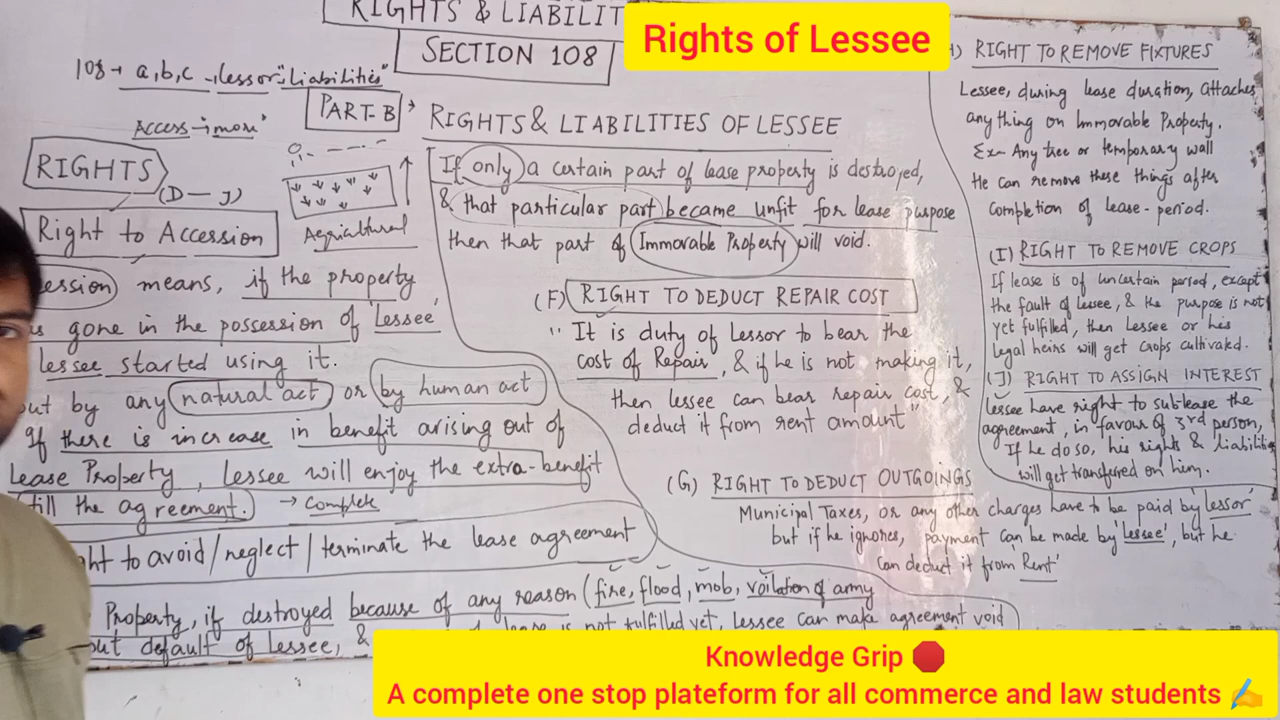 RIGHTS & LIABILIT
SECTION 108
Rights of Lessee
108 → a,b,c → lessor "Liabilities"
Access → 'more'
PART-B →
RIGHTS & LIABILITIES OF LESSEE
RIGHTS
(D — J)
Right to Accession
Agricultural
ession means, if the property
gone in the possession of 'Lessee'
lessee started using it.
out by any natural act or by human act
If there is increase in benefit arising out of
Lease Property, Lessee will enjoy the extra-benefit
till the agreement. → Complete
ht to avoid/neglect/terminate the lease agreement
Property, if destroyed because of any reason (fire, flood, mob, voilation of army
out default of Lessee, &
is not fulfilled yet, Lessee can make agreement void
If only a certain part of lease property is destroyed,
& that particular part became unfit for lease purpose
then that part of Immovable Property will void.
(F) RIGHT TO DEDUCT REPAIR COST
"It is duty of Lessor to bear the
cost of Repair, & if he is not making it,
then lessee can bear repair cost, &
deduct it from rent amount"
(G) RIGHT TO DEDUCT OUTGOINGS
Municipal Taxes, or any other charges have to be paid by 'lessor'
but if he ignores, payment can be made by 'lessee', but he
can deduct it from 'Rent'
) RIGHT TO REMOVE FIXTURES
Lessee, during lease duration, attaches
any thing on Immovable Property.
Ex- Any tree or temporary wall
He can remove these things after
completion of lease-period.
(I) RIGHT TO REMOVE CROPS
If lease is of uncertain period, except
the fault of lessee, & the purpose is not
yet fulfilled, then Lessee or his
legal heirs will get crops cultivated.
(J) RIGHT TO ASSIGN INTEREST
Lessee have right to sublease the
agreement, in favour of 3rd person,
If he do so, his rights & liabilitie
will get transferred on him.
Knowledge Grip 🛑
A complete one stop plateform for all commerce and law students ✍